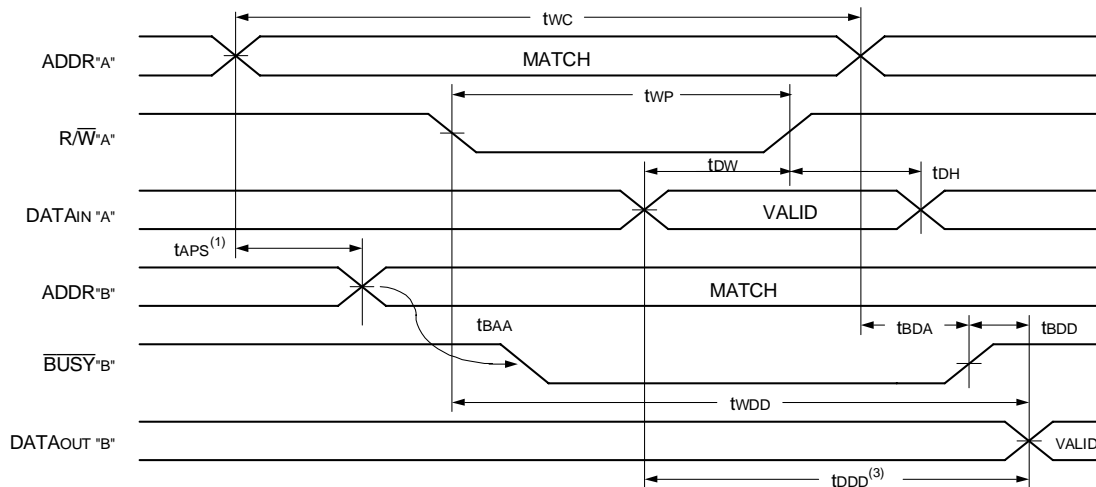 tWC
ADDR"A"
MATCH
tWP
R/W"A"
tDW
tDH
DATAIN "A"
VALID
tAPS(1)
ADDR"B"
MATCH
tBAA
tBDA
tBDD
BUSY"B"
tWDD
DATAOUT "B"
VALID
tDDD(3)